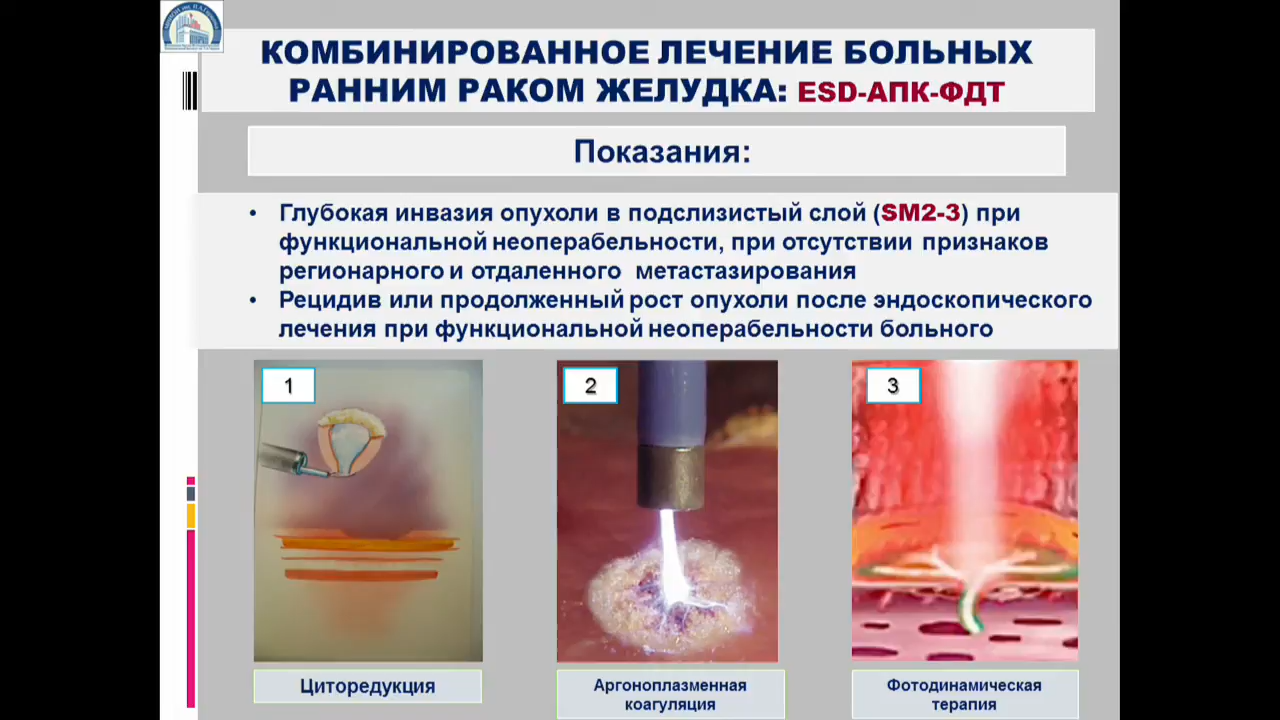 КОМБИНИРОВАННОЕ ЛЕЧЕНИЕ БОЛЬНЫХ
РАННИМ РАКОМ ЖЕЛУДКА: ESD-АПК-ФДТ
Показания:
• Глубокая инвазия опухоли в подслизистый слой (SM2-3) при
функциональной неоперабельности, при отсутствии признаков
регионарного и отдаленного метастазирования
• Рецидив или продолженный рост опухоли после эндоскопического
лечения при функциональной неоперабельности больного
1
2
3
Циторедукция
Аргоноплазменная
коагуляция
Фотодинамическая
терапия